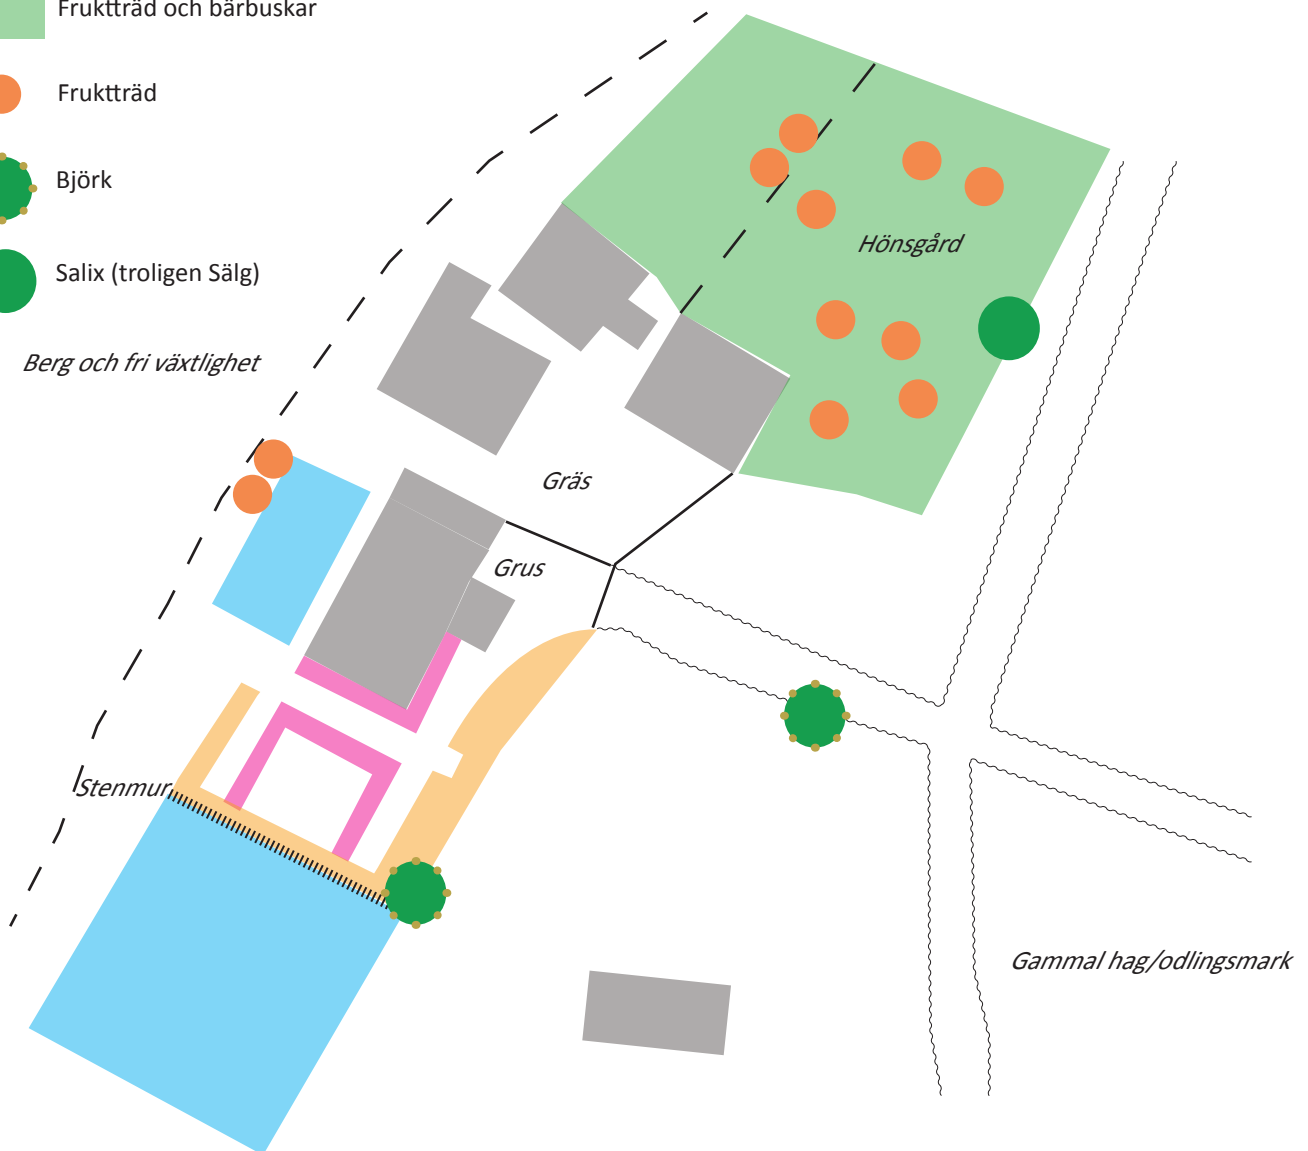 Fruktträd och bärbuskar
Fruktträd
Björk
Salix (troligen Sälg)
Hönsgård
Berg och fri växtlighet
Gräs
Grus
Stenmur
Gammal hag/odlingsmark